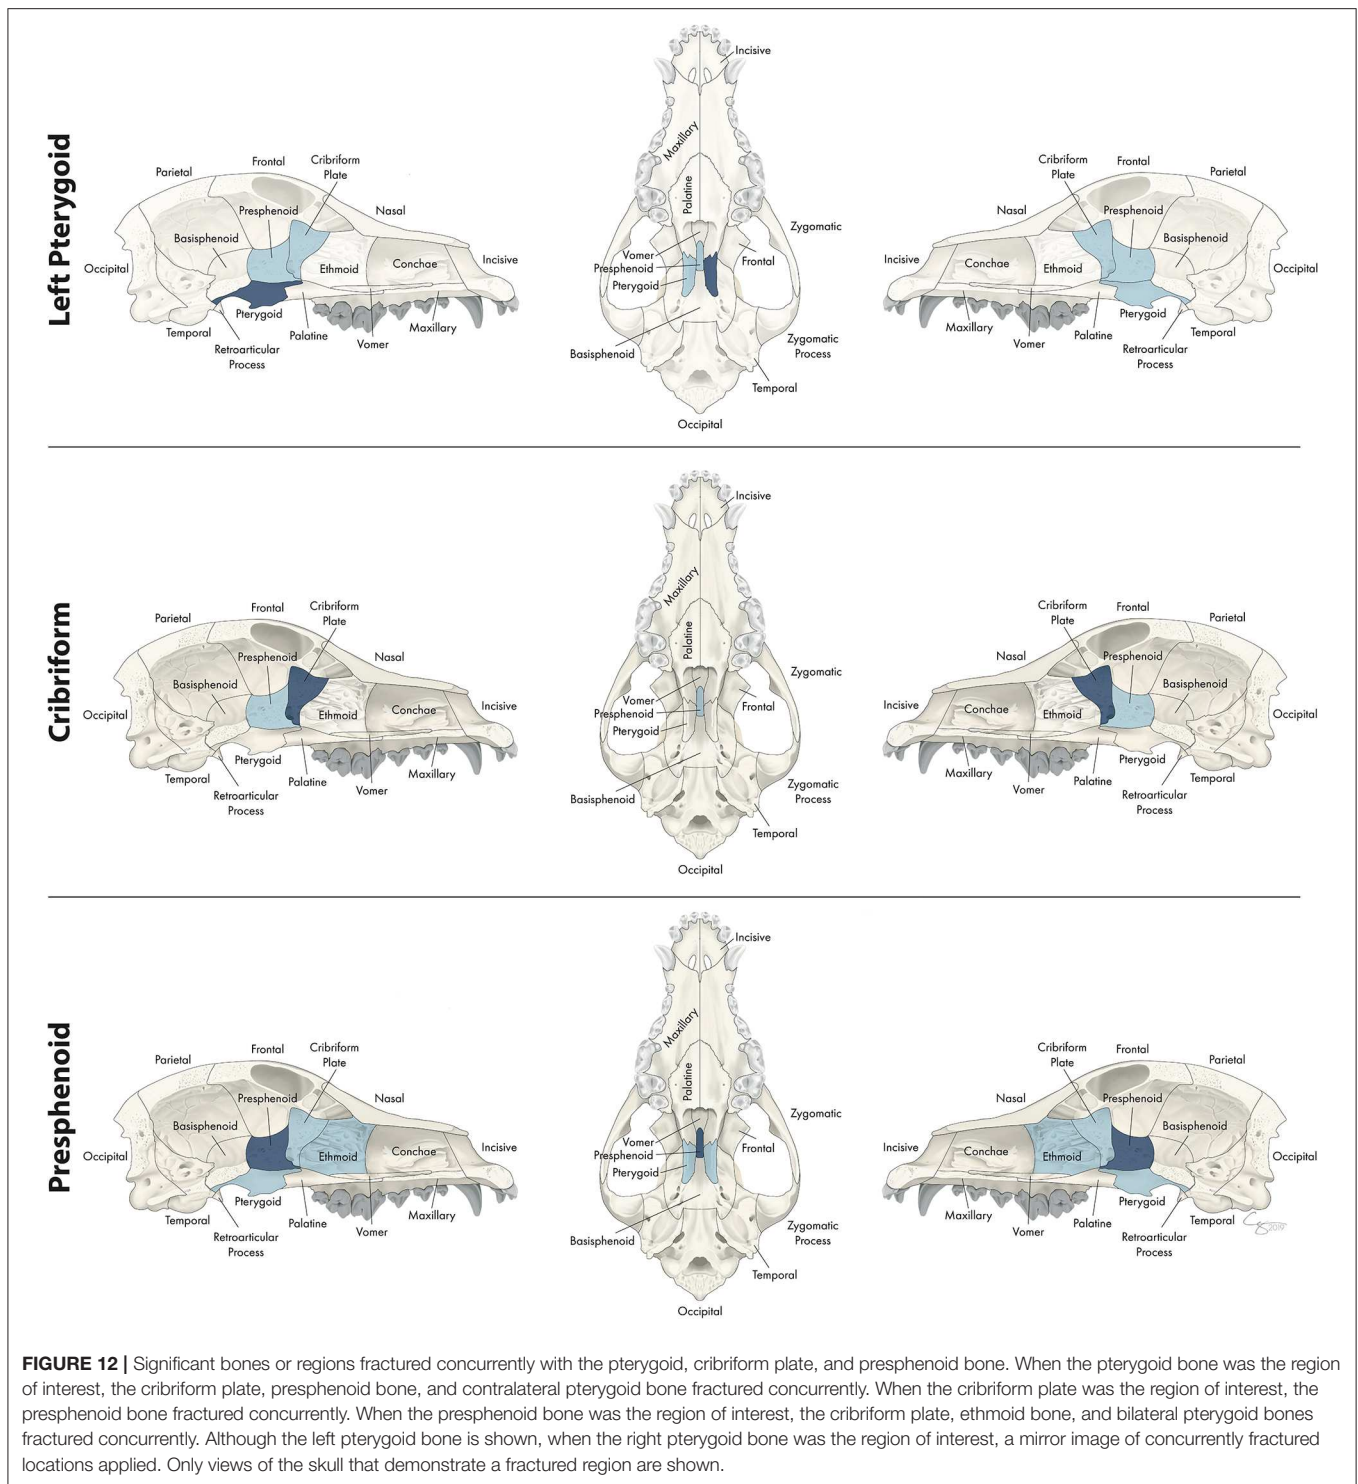 Left Pterygoid
Parietal
Frontal
Cribriform
Plate
Presphenoid
Nasal
Basisphenoid
Occipital
Ethmoid
Conchae
Incisive
Pterygoid
Temporal
Palatine
Maxillary
Vomer
Retroarticular
Process
Incisive
Maxillary
Palatine
Zygomatic
Vomer
Presphenoid
Frontal
Pterygoid
Basisphenoid
Zygomatic
Process
Temporal
Occipital
Cribriform
Plate
Frontal
Parietal
Nasal
Presphenoid
Basisphenoid
Incisive
Conchae
Ethmoid
Occipital
Maxillary
Vomer
Palatine
Pterygoid
Temporal
Retroarticular
Process
Cribriform
Parietal
Frontal
Cribriform
Plate
Presphenoid
Nasal
Basisphenoid
Occipital
Ethmoid
Conchae
Incisive
Pterygoid
Temporal
Palatine
Maxillary
Vomer
Retroarticular
Process
Incisive
Maxillary
Palatine
Zygomatic
Vomer
Presphenoid
Frontal
Pterygoid
Basisphenoid
Zygomatic
Process
Temporal
Occipital
Cribriform
Plate
Frontal
Parietal
Nasal
Presphenoid
Basisphenoid
Incisive
Conchae
Ethmoid
Occipital
Maxillary
Vomer
Palatine
Pterygoid
Temporal
Retroarticular
Process
Presphenoid
Parietal
Frontal
Cribriform
Plate
Presphenoid
Nasal
Basisphenoid
Occipital
Ethmoid
Conchae
Incisive
Pterygoid
Temporal
Palatine
Maxillary
Vomer
Retroarticular
Process
Incisive
Maxillary
Palatine
Zygomatic
Vomer
Presphenoid
Frontal
Pterygoid
Basisphenoid
Zygomatic
Process
Temporal
Occipital
Cribriform
Plate
Frontal
Parietal
Nasal
Presphenoid
Basisphenoid
Incisive
Conchae
Ethmoid
Occipital
Maxillary
Vomer
Palatine
Pterygoid
Temporal
Retroarticular
Process
2019
FIGURE 12 | Significant bones or regions fractured concurrently with the pterygoid, cribriform plate, and presphenoid bone. When the pterygoid bone was the region
of interest, the cribriform plate, presphenoid bone, and contralateral pterygoid bone fractured concurrently. When the cribriform plate was the region of interest, the
presphenoid bone fractured concurrently. When the presphenoid bone was the region of interest, the cribriform plate, ethmoid bone, and bilateral pterygoid bones
fractured concurrently. Although the left pterygoid bone is shown, when the right pterygoid bone was the region of interest, a mirror image of concurrently fractured
locations applied. Only views of the skull that demonstrate a fractured region are shown.